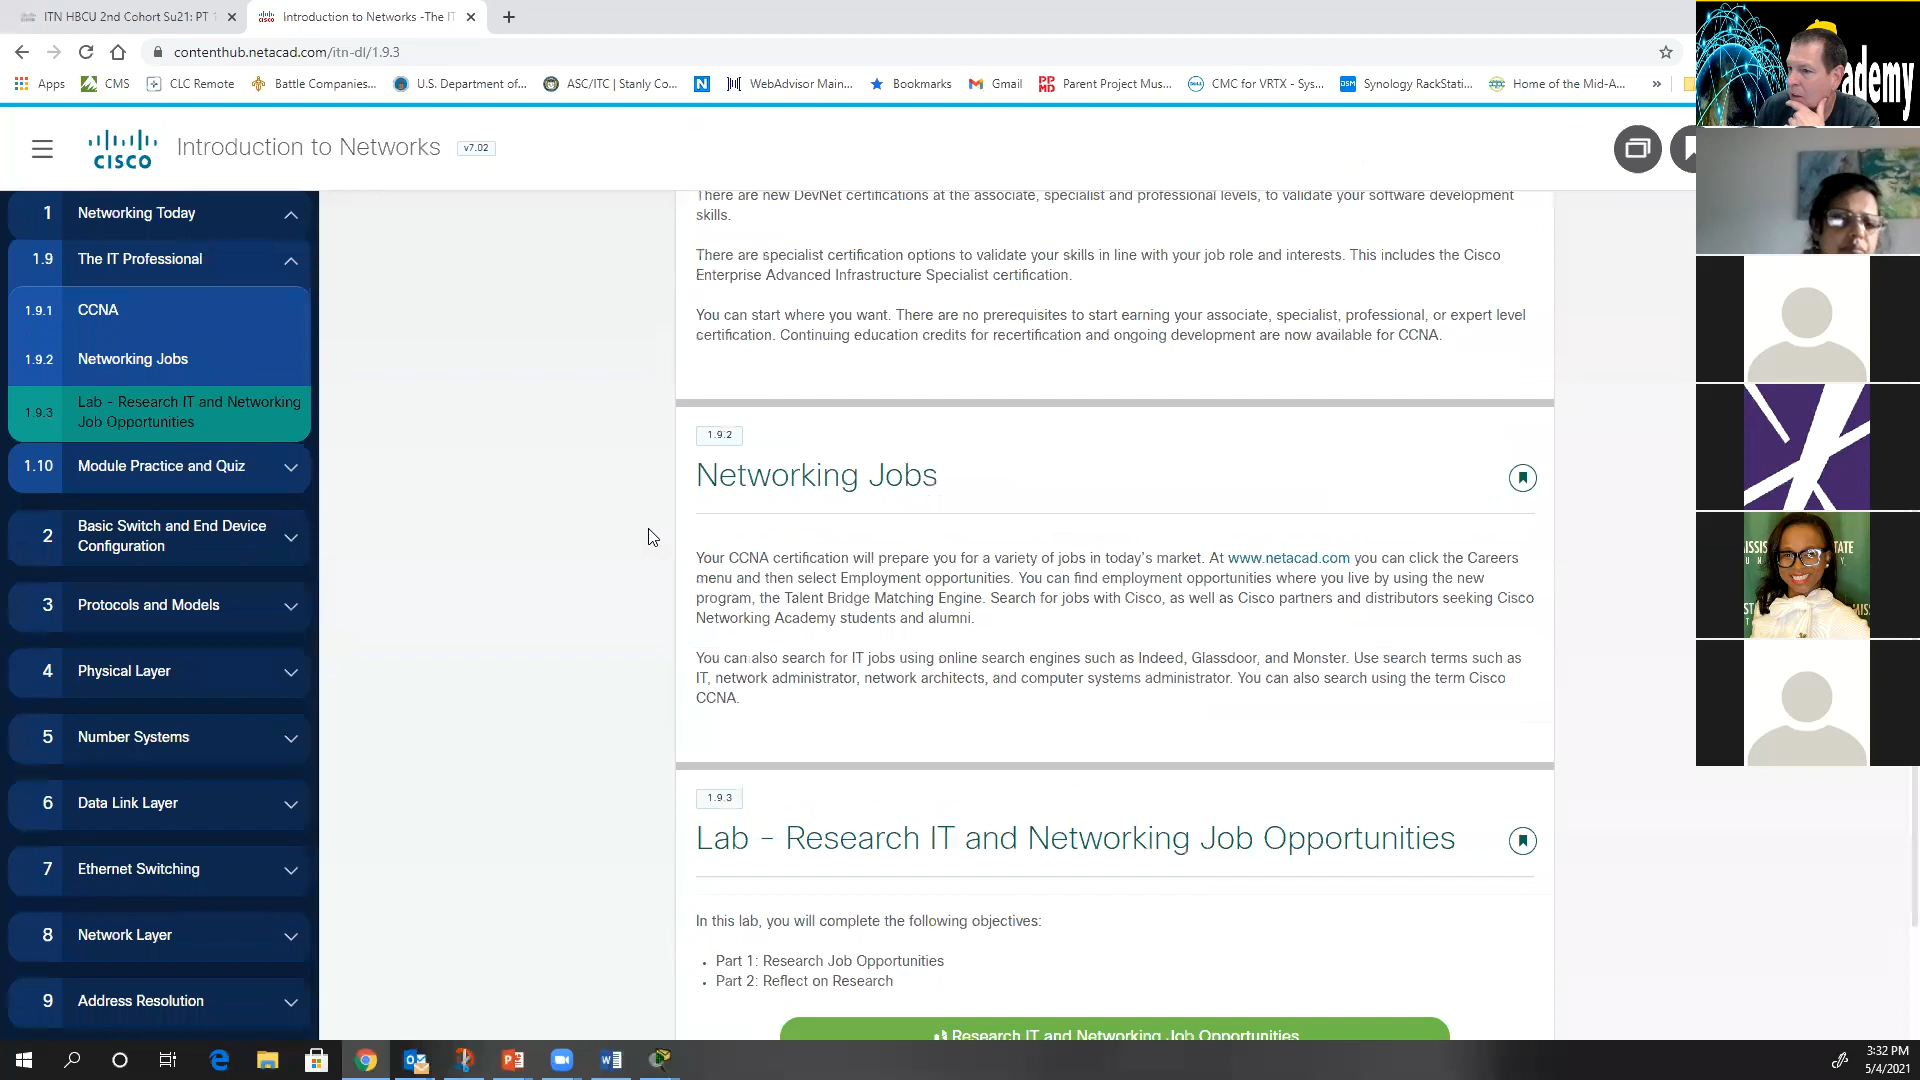 ITN HBCU 2nd Cohort Su21: PT
Introduction to Networks -The IT
contenthub.netacad.com/itn-dl/1.9.3
Apps
CMS
CLC Remote
Battle Companies...
U.S. Department of...
ASC/ITC | Stanly Co...
WebAdvisor Main...
Bookmarks
Gmail
Parent Project Mus...
CMC for VRTX - Sys...
Synology RackStati...
Home of the Mid-A...
»
CISCO
Introduction to Networks
v7.02
1 Networking Today
1.9 The IT Professional
1.9.1 CCNA
1.9.2 Networking Jobs
1.9.3 Lab - Research IT and Networking
Job Opportunities
1.10 Module Practice and Quiz
2 Basic Switch and End Device
Configuration
3 Protocols and Models
4 Physical Layer
5 Number Systems
6 Data Link Layer
7 Ethernet Switching
8 Network Layer
9 Address Resolution
There are new DevNet certifications at the associate, specialist and professional levels, to validate your software development
skills.
There are specialist certification options to validate your skills in line with your job role and interests. This includes the Cisco
Enterprise Advanced Infrastructure Specialist certification.
You can start where you want. There are no prerequisites to start earning your associate, specialist, professional, or expert level
certification. Continuing education credits for recertification and ongoing development are now available for CCNA.
1.9.2
Networking Jobs
Your CCNA certification will prepare you for a variety of jobs in today's market. At www.netacad.com you can click the Careers
menu and then select Employment opportunities. You can find employment opportunities where you live by using the new
program, the Talent Bridge Matching Engine. Search for jobs with Cisco, as well as Cisco partners and distributors seeking Cisco
Networking Academy students and alumni.
You can also search for IT jobs using online search engines such as Indeed, Glassdoor, and Monster. Use search terms such as
IT, network administrator, network architects, and computer systems administrator. You can also search using the term Cisco
CCNA.
1.9.3
Lab - Research IT and Networking Job Opportunities
In this lab, you will complete the following objectives:
• Part 1: Research Job Opportunities
• Part 2: Reflect on Research
Research IT and Networking Job Opportunities
ademy
3:32 PM
5/4/2021